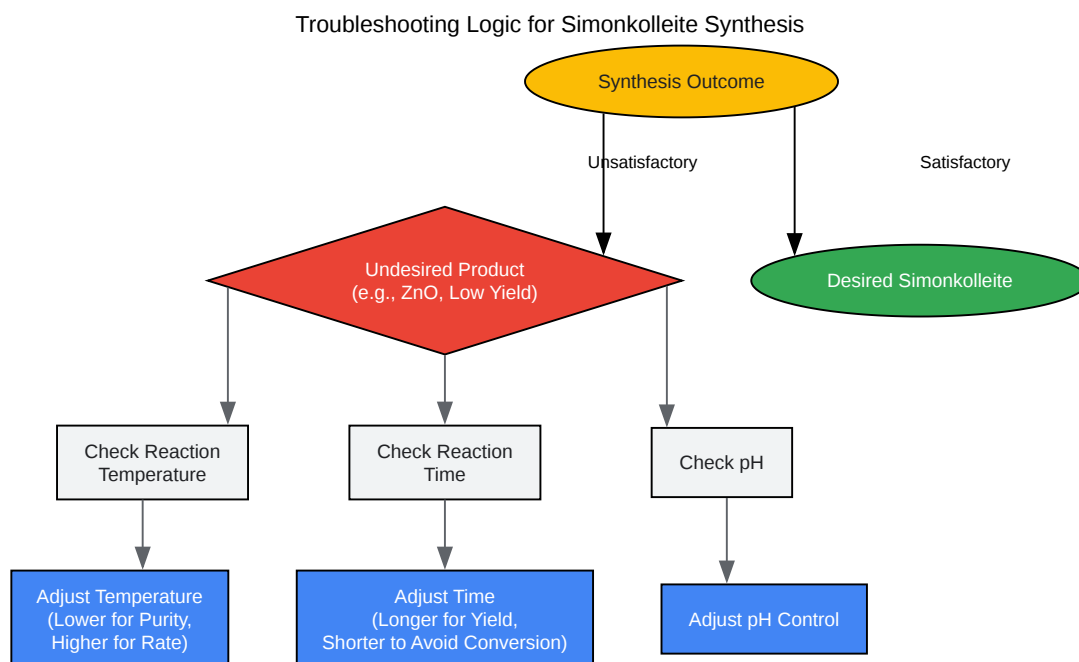 Troubleshooting Logic for Simonkolleite Synthesis
Synthesis Outcome
Unsatisfactory
Satisfactory
Undesired Product
(e.g., ZnO, Low Yield)
Desired Simonkolleite
Check Reaction
Temperature
Check Reaction
Time
Check pH
Adjust Temperature
(Lower for Purity,
Higher for Rate)
Adjust Time
(Longer for Yield,
Shorter to Avoid Conversion)
Adjust pH Control